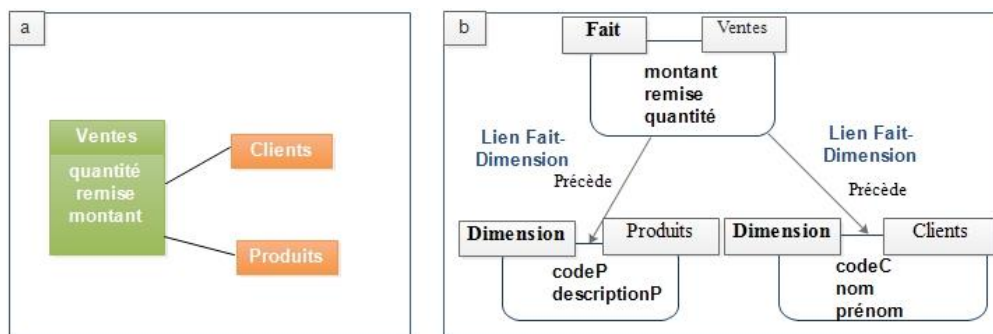 a
Ventes
quantité
remise
montant
Clients
Produits
b
Fait
Ventes
montant
remise
quantité
Lien Fait-
Dimension
Précède
Lien Fait-
Dimension
Précède
Dimension
Produits
codeP
descriptionP
Dimension
Clients
codeC
nom
prénom